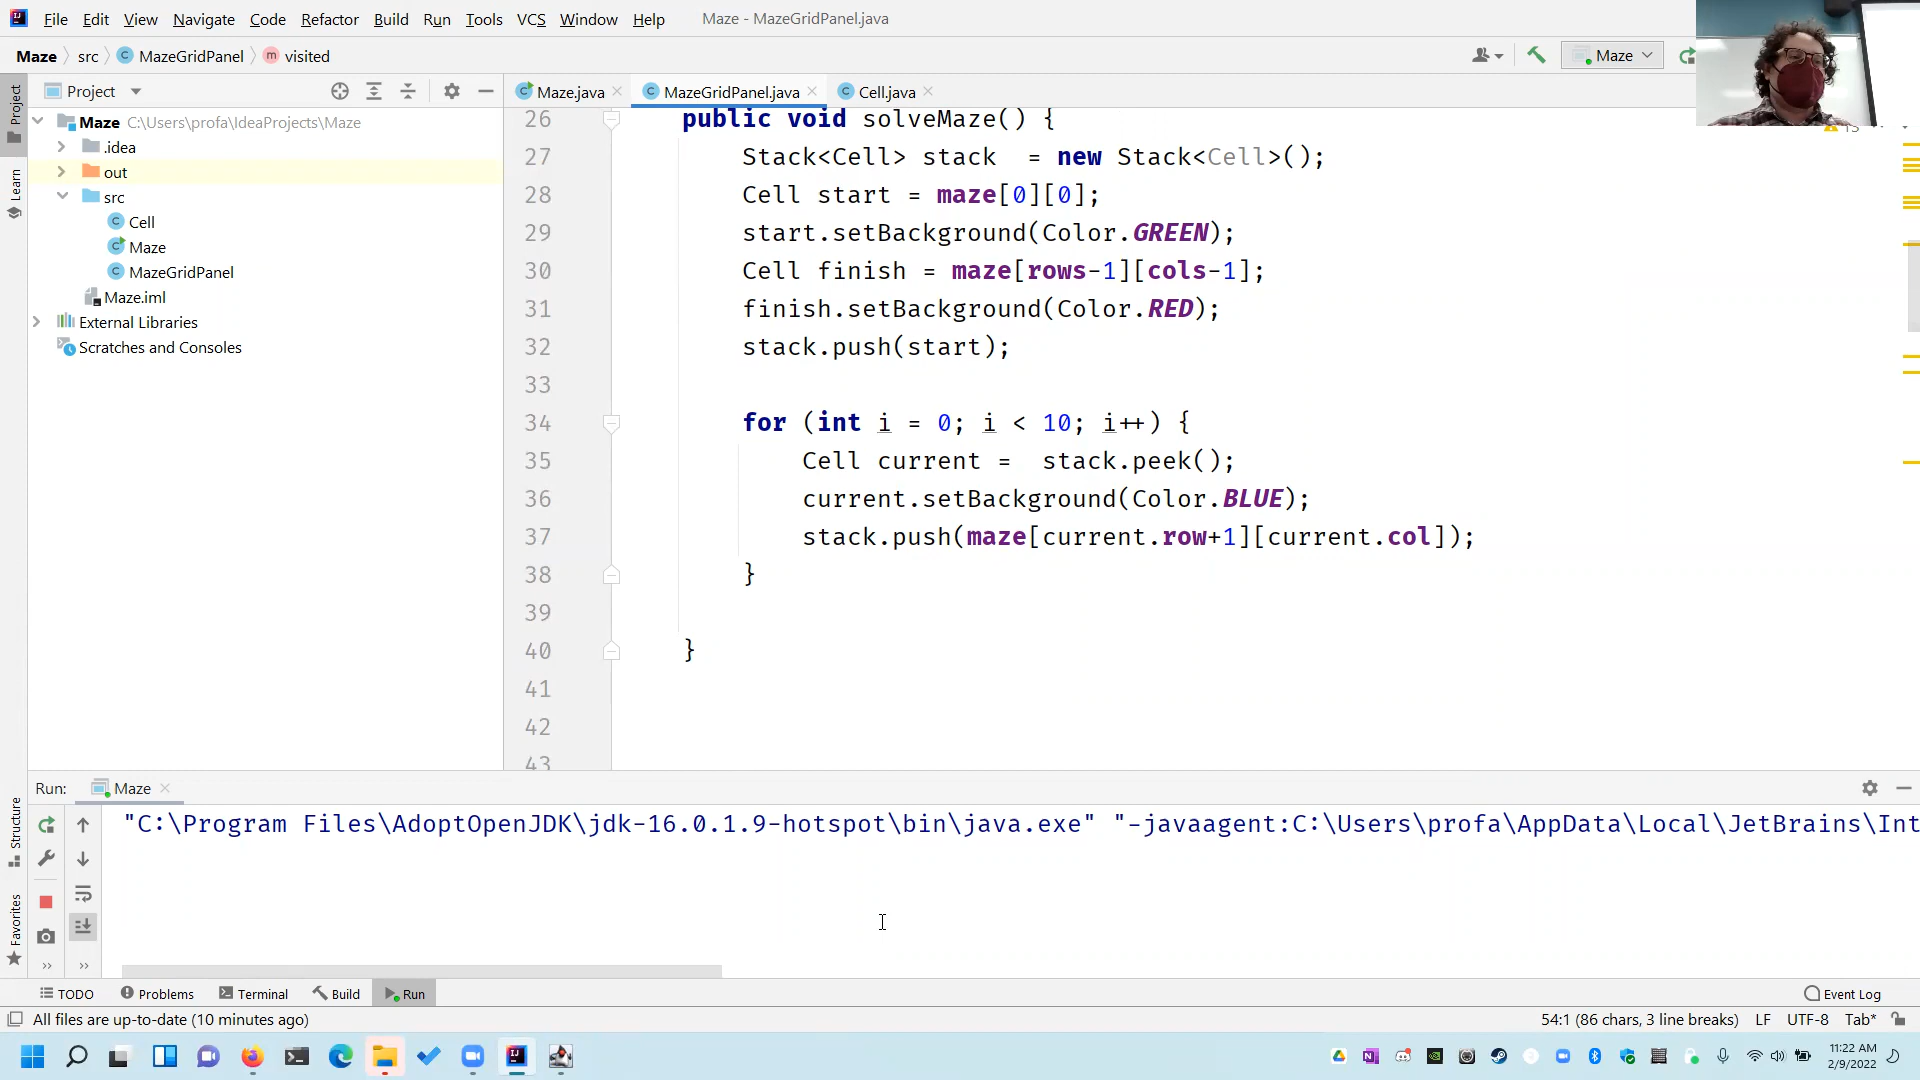 File Edit View Navigate Code Refactor Build Run Tools VCS Window Help Maze - MazeGridPanel.java
Maze src MazeGridPanel visited Maze
Project Maze.java MazeGridPanel.java Cell.java
Maze C:\Users\profa\IdeaProjects\Maze
.idea
out
src
Cell
Maze
MazeGridPanel
Maze.iml
External Libraries
Scratches and Consoles
Project
Learn
Structure
Favorites
26 public void solveMaze() {
27 Stack<Cell> stack = new Stack<Cell>();
28 Cell start = maze[0][0];
29 start.setBackground(Color.GREEN);
30 Cell finish = maze[rows-1][cols-1];
31 finish.setBackground(Color.RED);
32 stack.push(start);
33
34 for (int i = 0; i < 10; i++) {
35 Cell current = stack.peek();
36 current.setBackground(Color.BLUE);
37 stack.push(maze[current.row+1][current.col]);
38 }
39
40 }
41
42
43
Run: Maze
"C:\Program Files\AdoptOpenJDK\jdk-16.0.1.9-hotspot\bin\java.exe" "-javaagent:C:\Users\profa\AppData\Local\JetBrains\Int
TODO Problems Terminal Build Run Event Log
All files are up-to-date (10 minutes ago) 54:1 (86 chars, 3 line breaks) LF UTF-8 Tab*
11:22 AM
2/9/2022